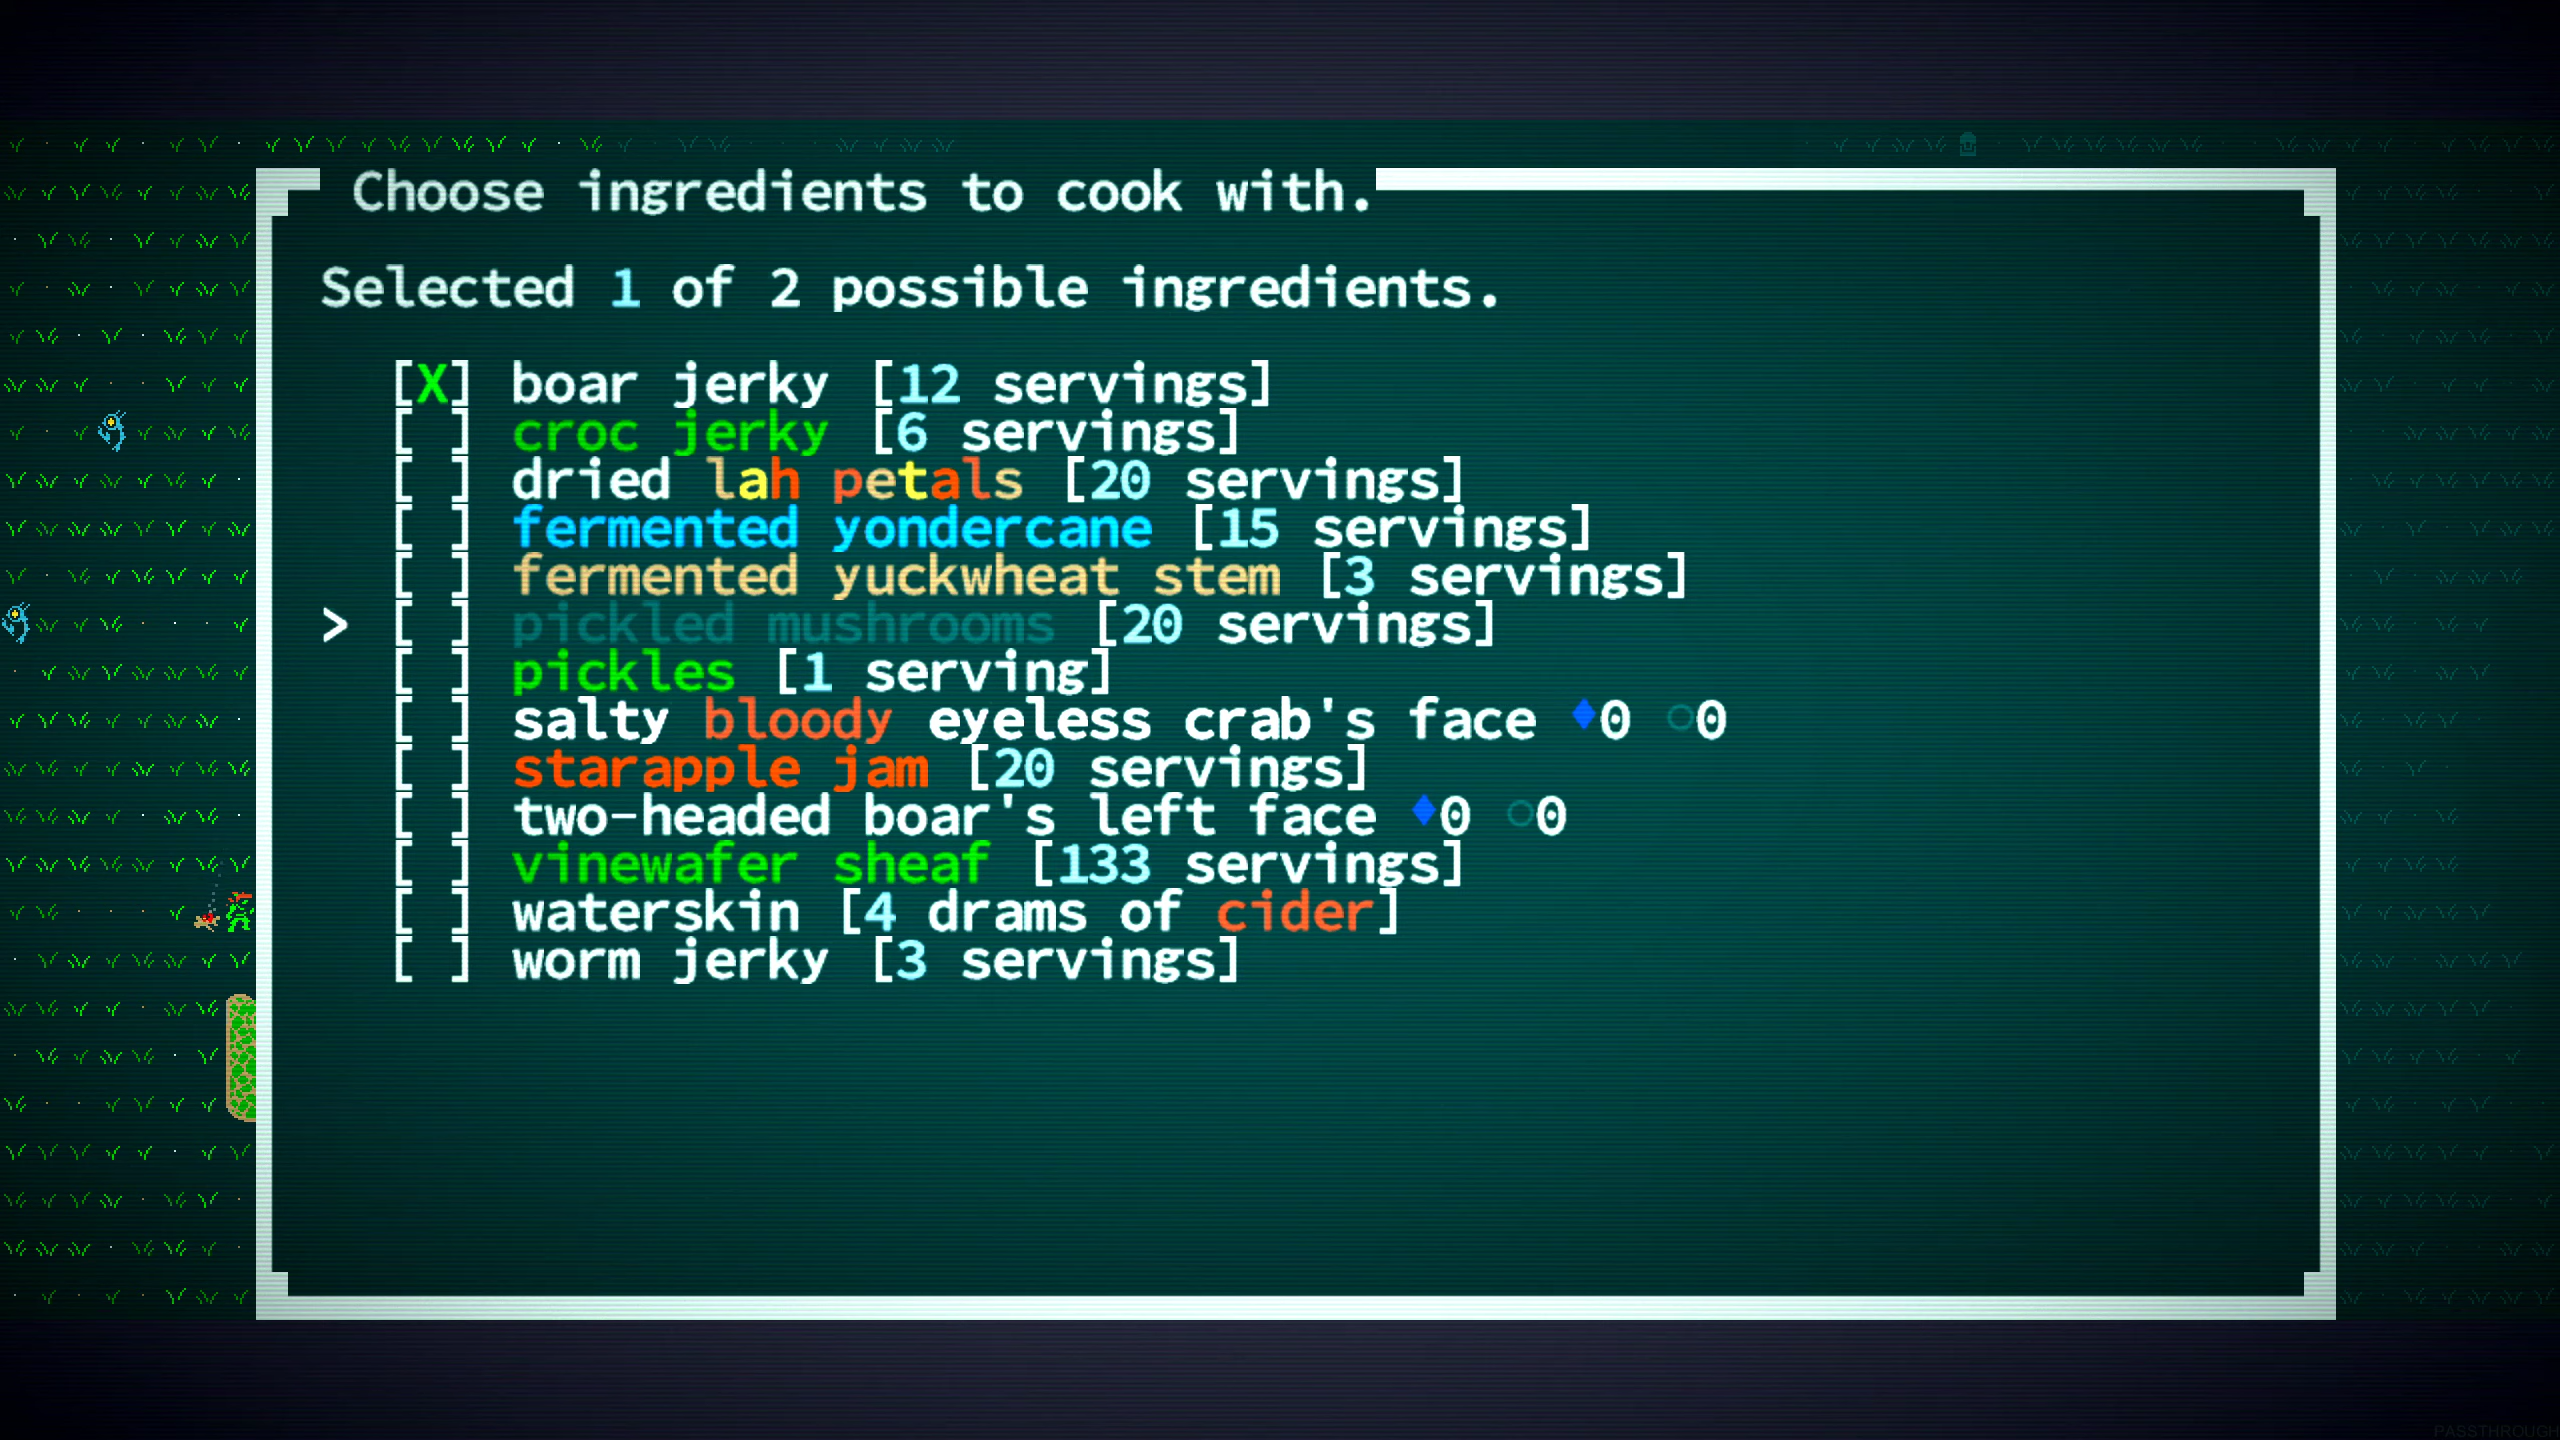 Choose ingredients to cook with.
Selected 1 of 2 possible ingredients.
[X] boar jerky [12 servings]
[ ] croc jerky [6 servings]
[ ] dried lah petals [20 servings]
[ ] fermented yondercane [15 servings]
[ ] fermented yuckwheat stem [3 servings]
> [ ] pickled mushrooms [20 servings]
[ ] pickles [1 serving]
[ ] salty bloody eyeless crab's face ♦0 ○0
[ ] starapple jam [20 servings]
[ ] two-headed boar's left face ♦0 ○0
[ ] vinewafer sheaf [133 servings]
[ ] waterskin [4 drams of cider]
[ ] worm jerky [3 servings]
PASSTHROUGH